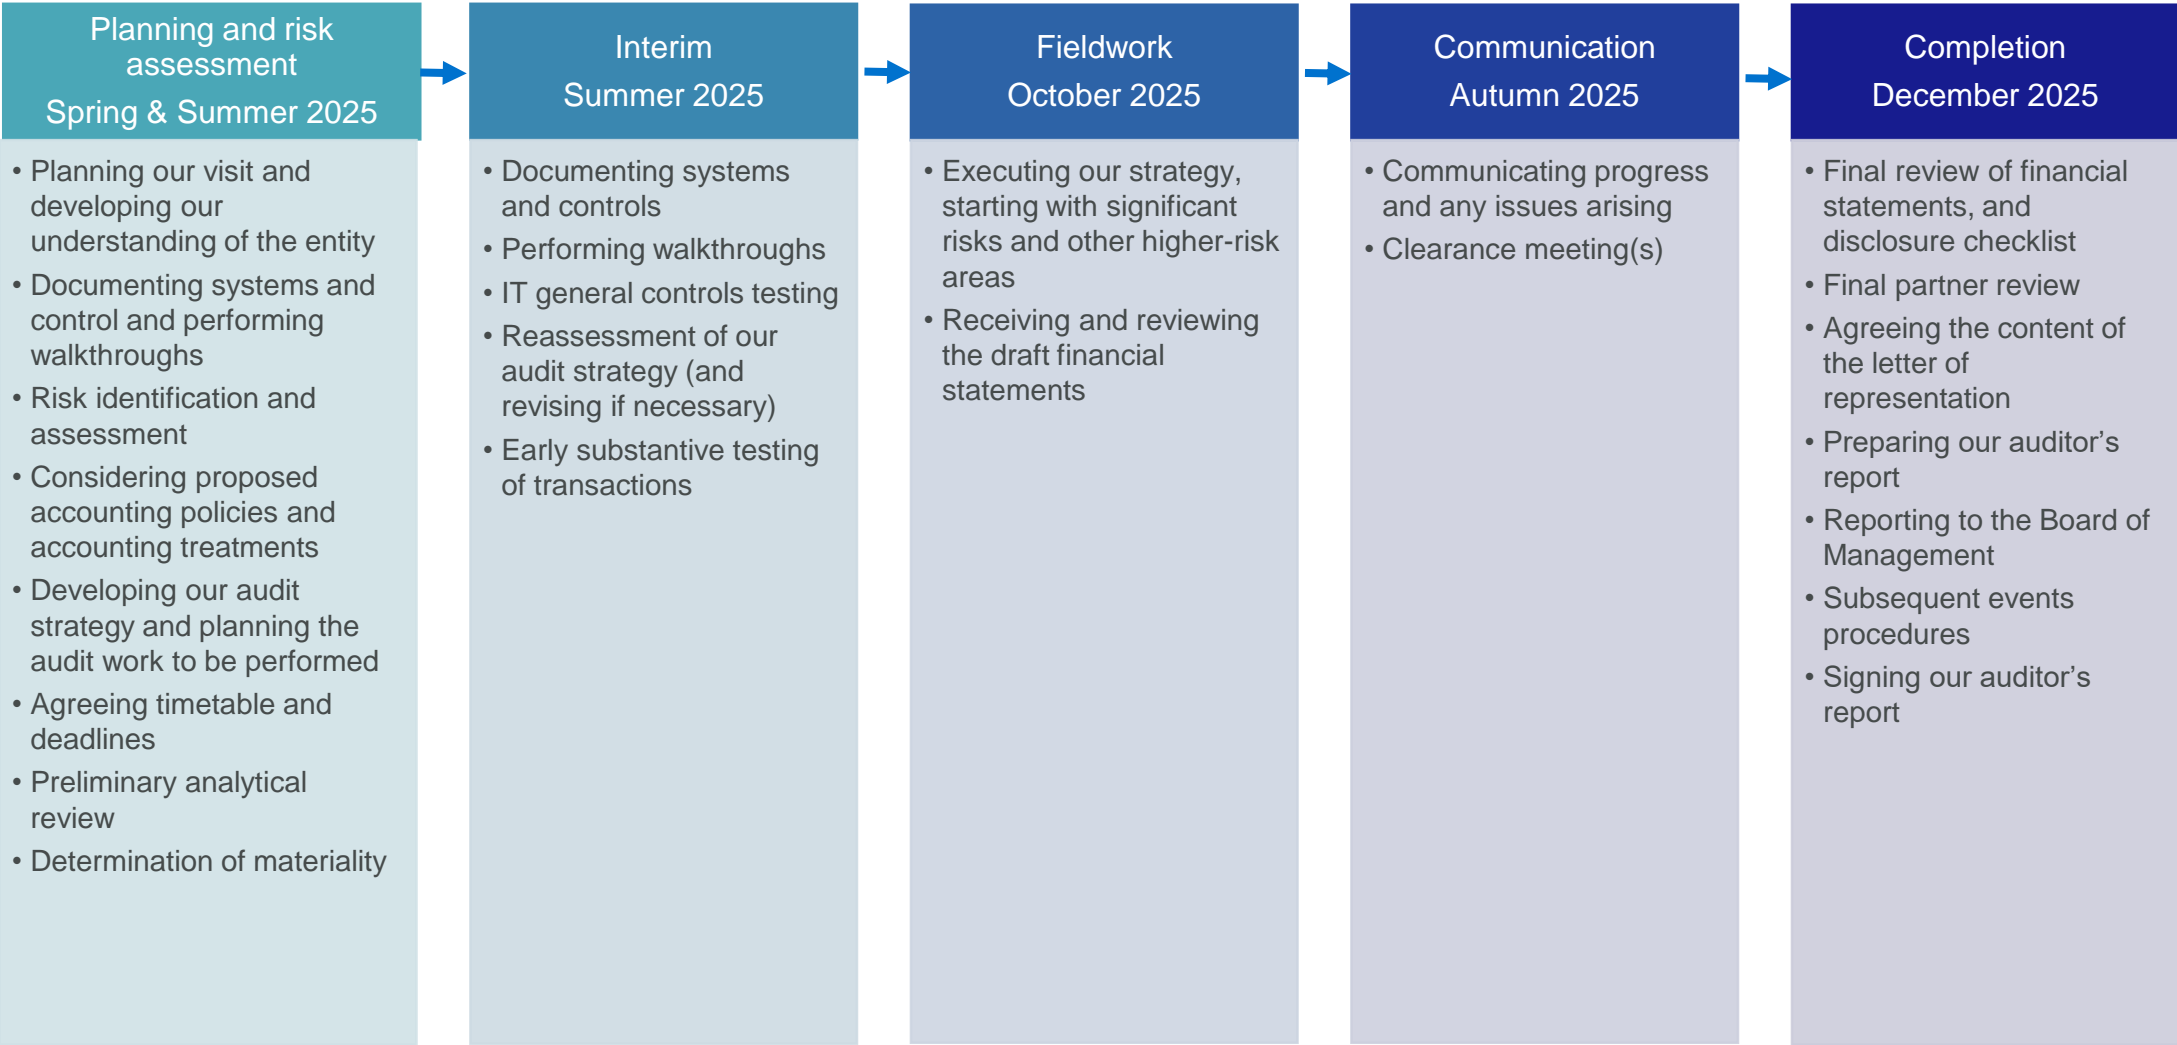 Planning and risk
assessment
Spring & Summer 2025
• Planning our visit and
developing our
understanding of the entity
• Documenting systems and
control and performing
walkthroughs
• Risk identification and
assessment
• Considering proposed
accounting policies and
accounting treatments
• Developing our audit
strategy and planning the
audit work to be performed
• Agreeing timetable and
deadlines
• Preliminary analytical
review
• Determination of materiality
Interim
Summer 2025
• Documenting systems
and controls
• Performing walkthroughs
• IT general controls testing
• Reassessment of our
audit strategy (and
revising if necessary)
• Early substantive testing
of transactions
Fieldwork
October 2025
• Executing our strategy,
starting with significant
risks and other higher-risk
areas
• Receiving and reviewing
the draft financial
statements
Communication
Autumn 2025
• Communicating progress
and any issues arising
• Clearance meeting(s)
Completion
December 2025
• Final review of financial
statements, and
disclosure checklist
• Final partner review
• Agreeing the content of
the letter of
representation
• Preparing our auditor’s
report
• Reporting to the Board of
Management
• Subsequent events
procedures
• Signing our auditor’s
report